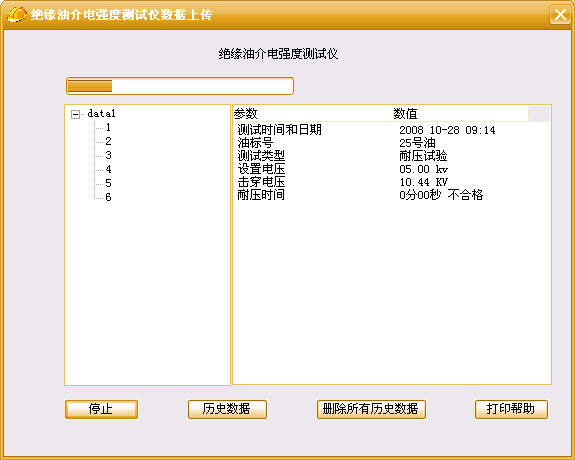 绝缘油介电强度测试仪数据上传
绝缘油介电强度测试仪
data1
1
2
3
4
5
6
参数 数值
测试时间和日期 2008 10-28 09:14
油标号 25号油
测试类型 耐压试验
设置电压 05.00 kv
击穿电压 10.44 KV
耐压时间 0分00秒 不合格
停止 历史数据 删除所有历史数据 打印帮助